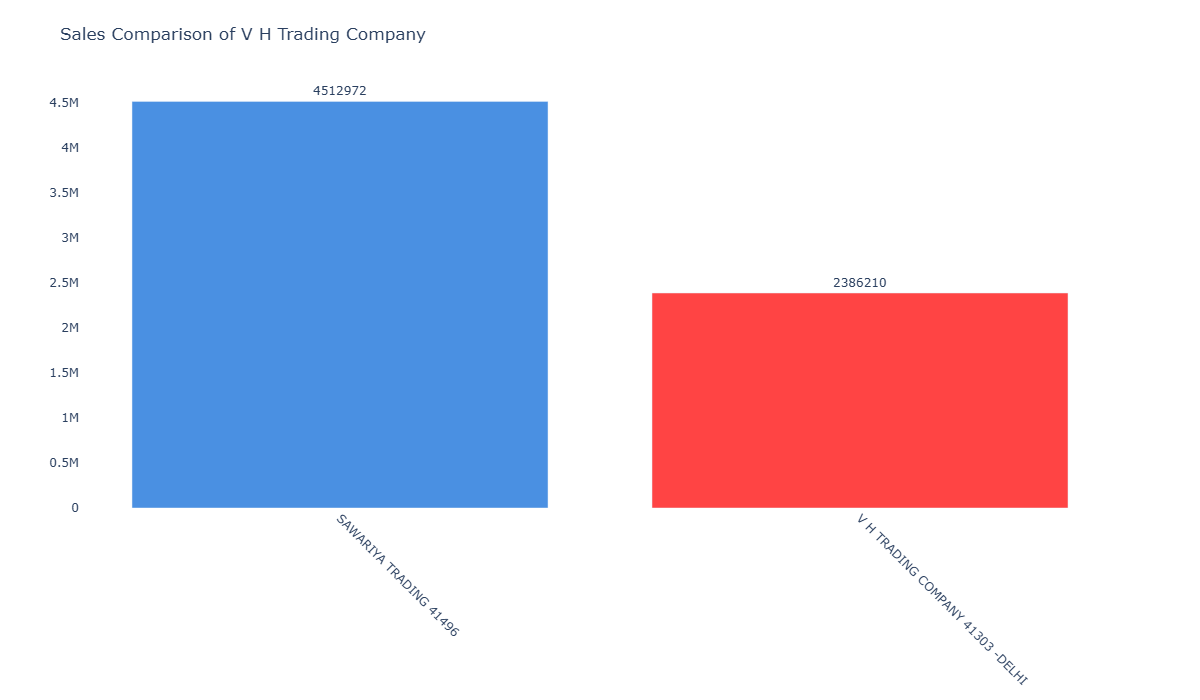 Sales Comparison of V H Trading Company
4512972
4.5M
4M
3.5M
3M
2386210
2.5M
2M
1.5M
1M
0.5M
0
SAWARIYA TRADING 41496
V H TRADING COMPANY 41303 -DELHI